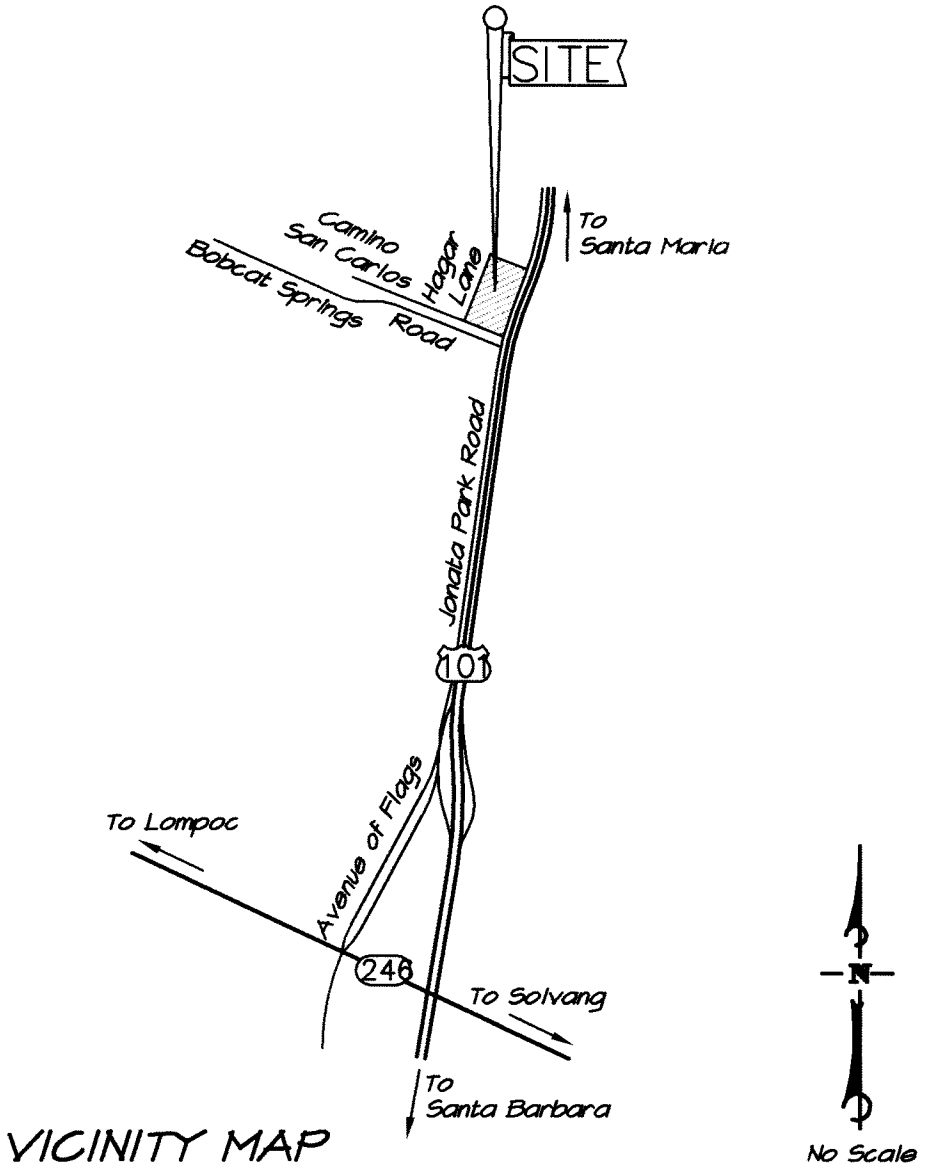 SITE
To
Santa Maria
Camino
San Carlos
Hagar
Lane
Bobcat Springs Road
Jonata Park Road
101
Avenue of Flags
To Lompoc
246
To Solvang
N
To
Santa Barbara
VICINITY MAP
No Scale